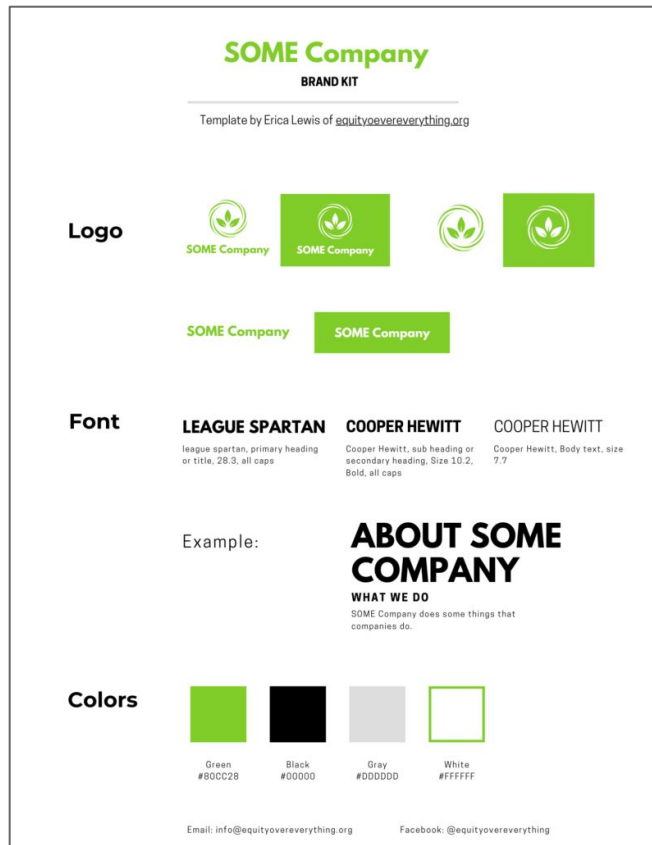 SOME Company
BRAND KIT
Template by Erica Lewis of equityoevereverything.org
Logo
SOME Company
SOME Company
SOME Company
SOME Company
Font
LEAGUE SPARTAN
league spartan, primary heading
or title, 28.3, all caps
COOPER HEWITT
Cooper Hewitt, sub heading or
secondary heading, Size 10.2,
Bold, all caps
COOPER HEWITT
Cooper Hewitt, Body text, size
7.7
Example:
ABOUT SOME
COMPANY
WHAT WE DO
SOME Company does some things that
companies do.
Colors
Green
#80CC28
Black
#00000
Gray
#DDDDDD
White
#FFFFFF
Email: info@equityovereverything.org
Facebook: @equityovereverything